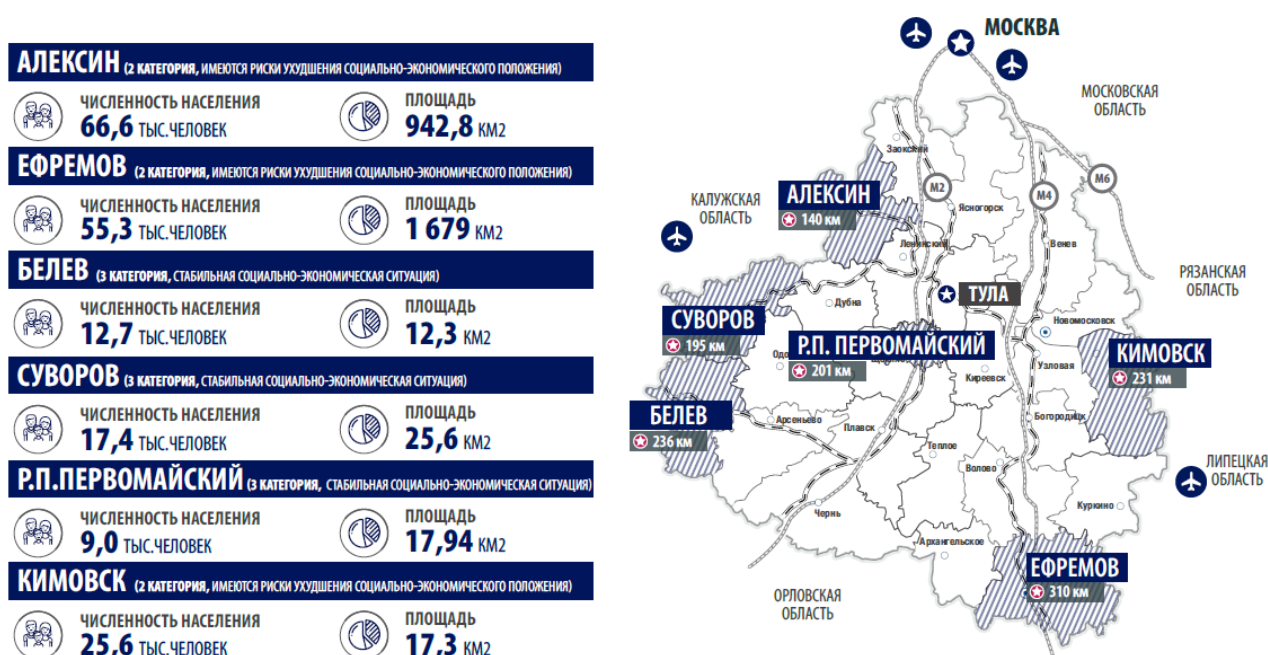 АЛЕКСИН (2 КАТЕГОРИЯ, ИМЕЮТСЯ РИСКИ УХУДШЕНИЯ СОЦИАЛЬНО-ЭКОНОМИЧЕСКОГО ПОЛОЖЕНИЯ)
ЧИСЛЕННОСТЬ НАСЕЛЕНИЯ
66,6 ТЫС.ЧЕЛОВЕК
ПЛОЩАДЬ
942,8 КМ2
ЕФРЕМОВ (2 КАТЕГОРИЯ, ИМЕЮТСЯ РИСКИ УХУДШЕНИЯ СОЦИАЛЬНО-ЭКОНОМИЧЕСКОГО ПОЛОЖЕНИЯ)
ЧИСЛЕННОСТЬ НАСЕЛЕНИЯ
55,3 ТЫС.ЧЕЛОВЕК
ПЛОЩАДЬ
1 679 КМ2
БЕЛЕВ (3 КАТЕГОРИЯ, СТАБИЛЬНАЯ СОЦИАЛЬНО-ЭКОНОМИЧЕСКАЯ СИТУАЦИЯ)
ЧИСЛЕННОСТЬ НАСЕЛЕНИЯ
12,7 ТЫС.ЧЕЛОВЕК
ПЛОЩАДЬ
12,3 КМ2
СУВОРОВ (3 КАТЕГОРИЯ, СТАБИЛЬНАЯ СОЦИАЛЬНО-ЭКОНОМИЧЕСКАЯ СИТУАЦИЯ)
ЧИСЛЕННОСТЬ НАСЕЛЕНИЯ
17,4 ТЫС.ЧЕЛОВЕК
ПЛОЩАДЬ
25,6 КМ2
Р.П.ПЕРВОМАЙСКИЙ (3 КАТЕГОРИЯ, СТАБИЛЬНАЯ СОЦИАЛЬНО-ЭКОНОМИЧЕСКАЯ СИТУАЦИЯ)
ЧИСЛЕННОСТЬ НАСЕЛЕНИЯ
9,0 ТЫС.ЧЕЛОВЕК
ПЛОЩАДЬ
17,94 КМ2
КИМОВСК (2 КАТЕГОРИЯ, ИМЕЮТСЯ РИСКИ УХУДШЕНИЯ СОЦИАЛЬНО-ЭКОНОМИЧЕСКОГО ПОЛОЖЕНИЯ)
ЧИСЛЕННОСТЬ НАСЕЛЕНИЯ
25,6 ТЫС.ЧЕЛОВЕК
ПЛОЩАДЬ
17,3 КМ2
МОСКВА
МОСКОВСКАЯ
ОБЛАСТЬ
Заокский
М6
М2
М4
КАЛУЖСКАЯ
ОБЛАСТЬ
АЛЕКСИН
140 КМ
Ясногорск
Ленинский
Венев
РЯЗАНСКАЯ
ОБЛАСТЬ
ТУЛА
Дубна
СУВОРОВ
195 КМ
Новомосковск
Р.П. ПЕРВОМАЙСКИЙ
201 КМ
КИМОВСК
231 КМ
Узловая
Киреевск
БЕЛЕВ
236 КМ
Арсеньево
Плавск
Богородицк
Теплое
Волово
ЛИПЕЦКАЯ
ОБЛАСТЬ
Куркино
Чернь
Архангельское
ЕФРЕМОВ
310 КМ
ОРЛОВСКАЯ
ОБЛАСТЬ